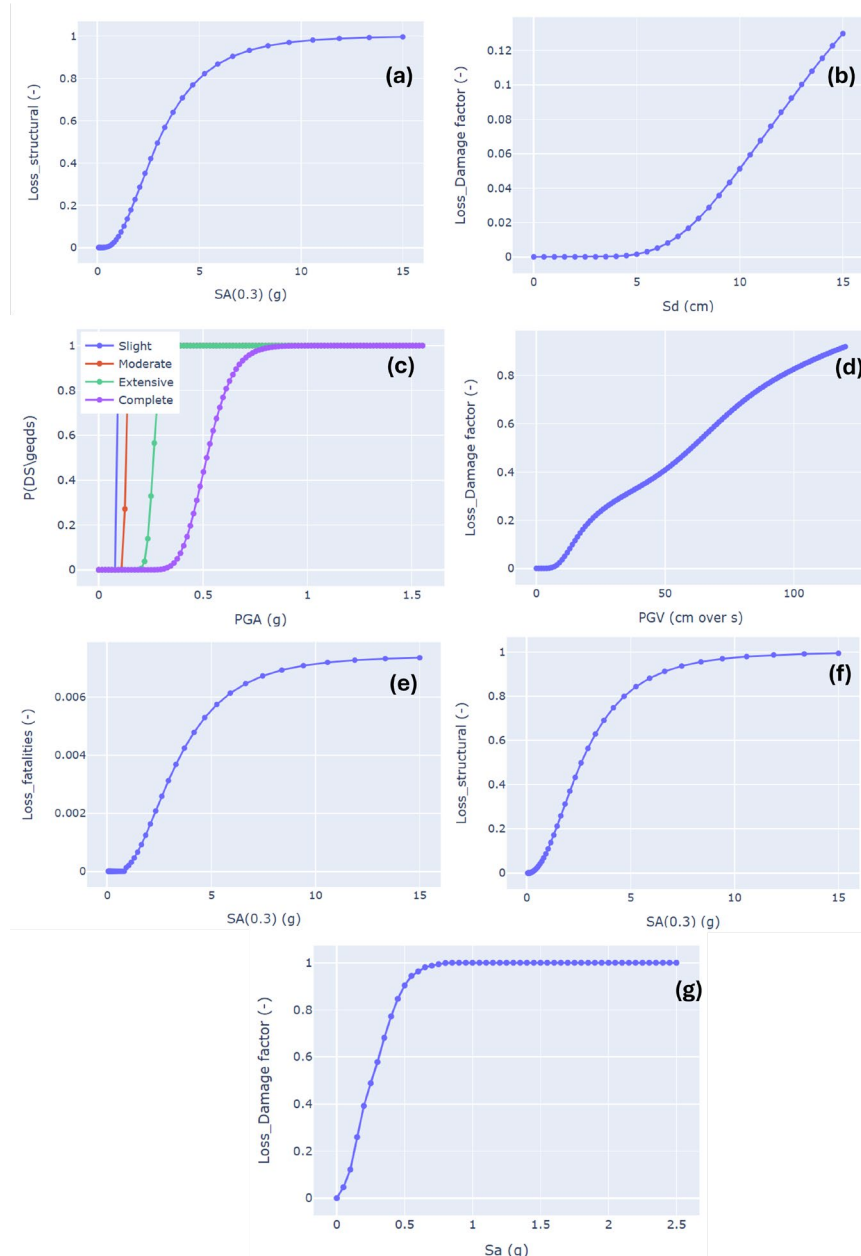 (a)
Loss_structural (-)
1
0.8
0.6
0.4
0.2
0
0
5
10
15
SA(0.3) (g)
(b)
Loss_Damage factor (-)
0.12
0.1
0.08
0.06
0.04
0.02
0
0
5
10
15
Sd (cm)
(c)
Slight
Moderate
Extensive
Complete
P(DS\geqds)
1
0.8
0.6
0.4
0.2
0
0
0.5
1
1.5
PGA (g)
(d)
Loss_Damage factor (-)
0.8
0.6
0.4
0.2
0
0
50
100
PGV (cm over s)
(e)
Loss_fatalities (-)
0.006
0.004
0.002
0
0
5
10
15
SA(0.3) (g)
(f)
Loss_structural (-)
1
0.8
0.6
0.4
0.2
0
0
5
10
15
SA(0.3) (g)
(g)
Loss_Damage factor (-)
1
0.8
0.6
0.4
0.2
0
0
0.5
1
1.5
2
2.5
Sa (g)